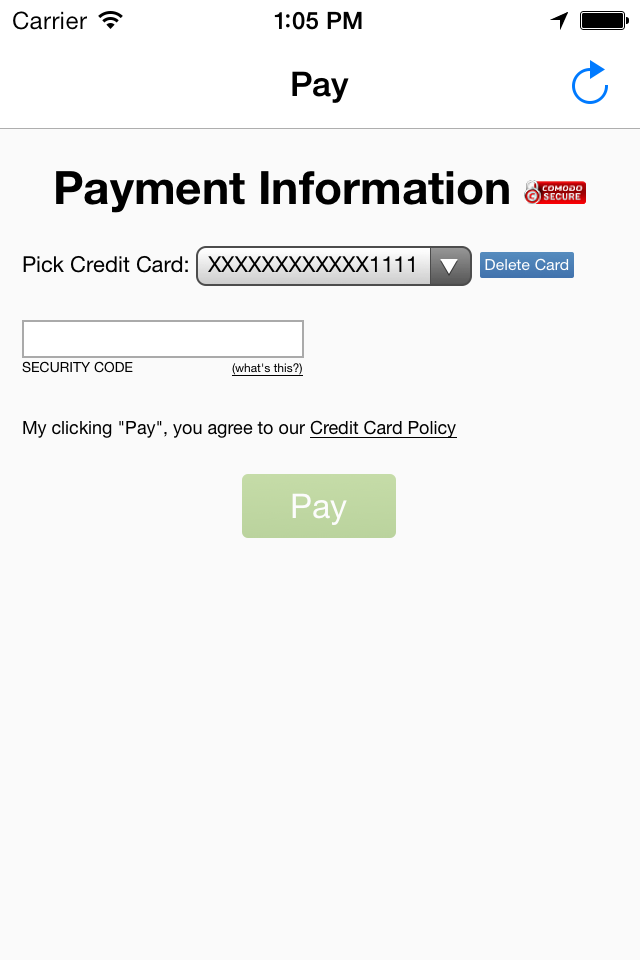 Carrier 1:05 PM
Pay
Payment Information COMODO
SECURE
Pick Credit Card: XXXXXXXXXXXX1111 Delete Card
SECURITY CODE (what's this?)
My clicking "Pay", you agree to our Credit Card Policy
Pay